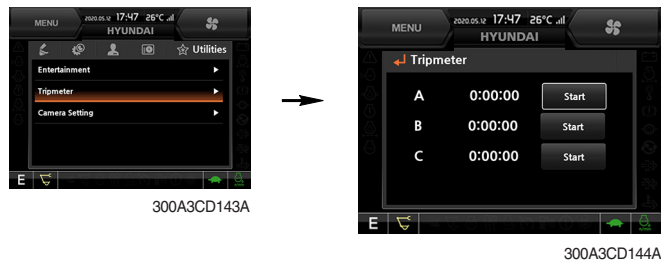 MENU
2020.05.12 17:47 26°C
HYUNDAI
Utilities
Entertainment
Tripmeter
Camera Setting
E
300A3CD143A
MENU
2020.05.12 17:47 26°C
HYUNDAI
Tripmeter
A 0:00:00 Start
B 0:00:00 Start
C 0:00:00 Start
E
300A3CD144A